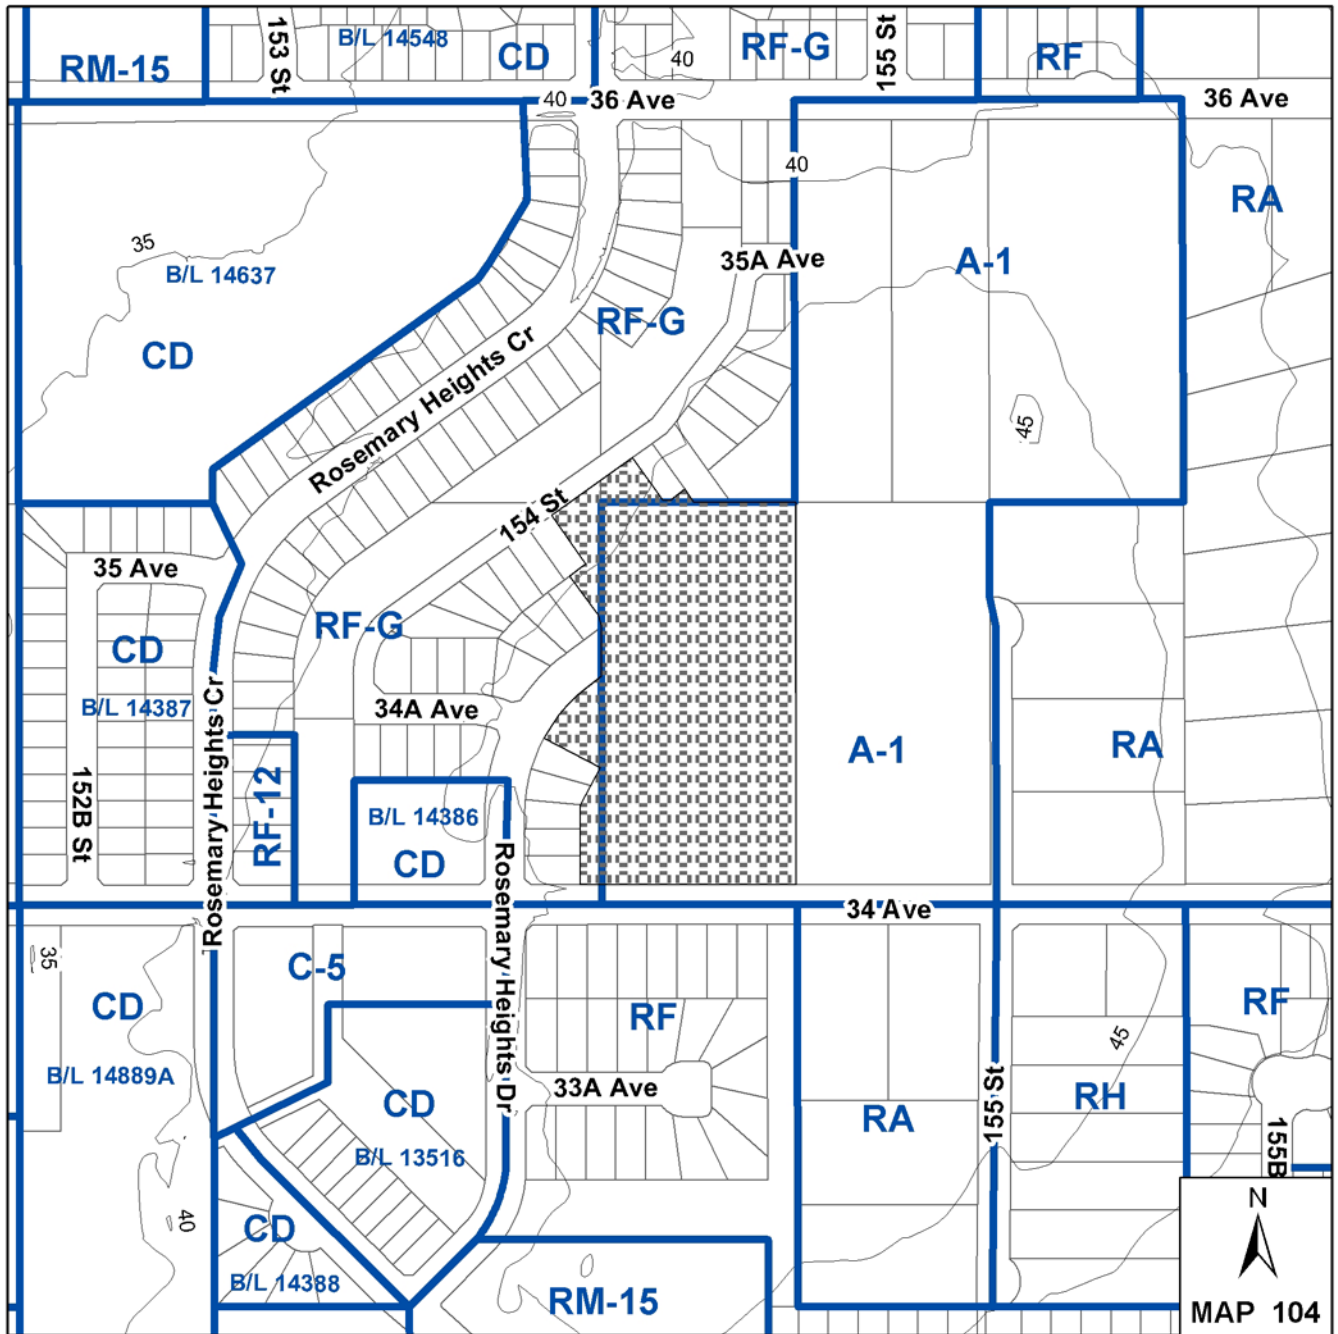 153 St
B/L 14548
CD
RM-15
40
RF-G
155 St
RF
40
36 Ave
36 Ave
40
RA
35
B/L 14637
35A Ave
A-1
RF-G
CD
Rosemary Heights Cr
45
154 St
35 Ave
RF-G
CD
B/L 14387
34A Ave
Rosemary Heights Cr
A-1
RA
152B St
RF-12
B/L 14386
CD
Rosemary Heights Dr
34 Ave
35
C-5
CD
RF
RF
45
B/L 14889A
33A Ave
CD
RA
155 St
RH
B/L 13516
155B
40
CD
B/L 14388
RM-15
N
MAP 104